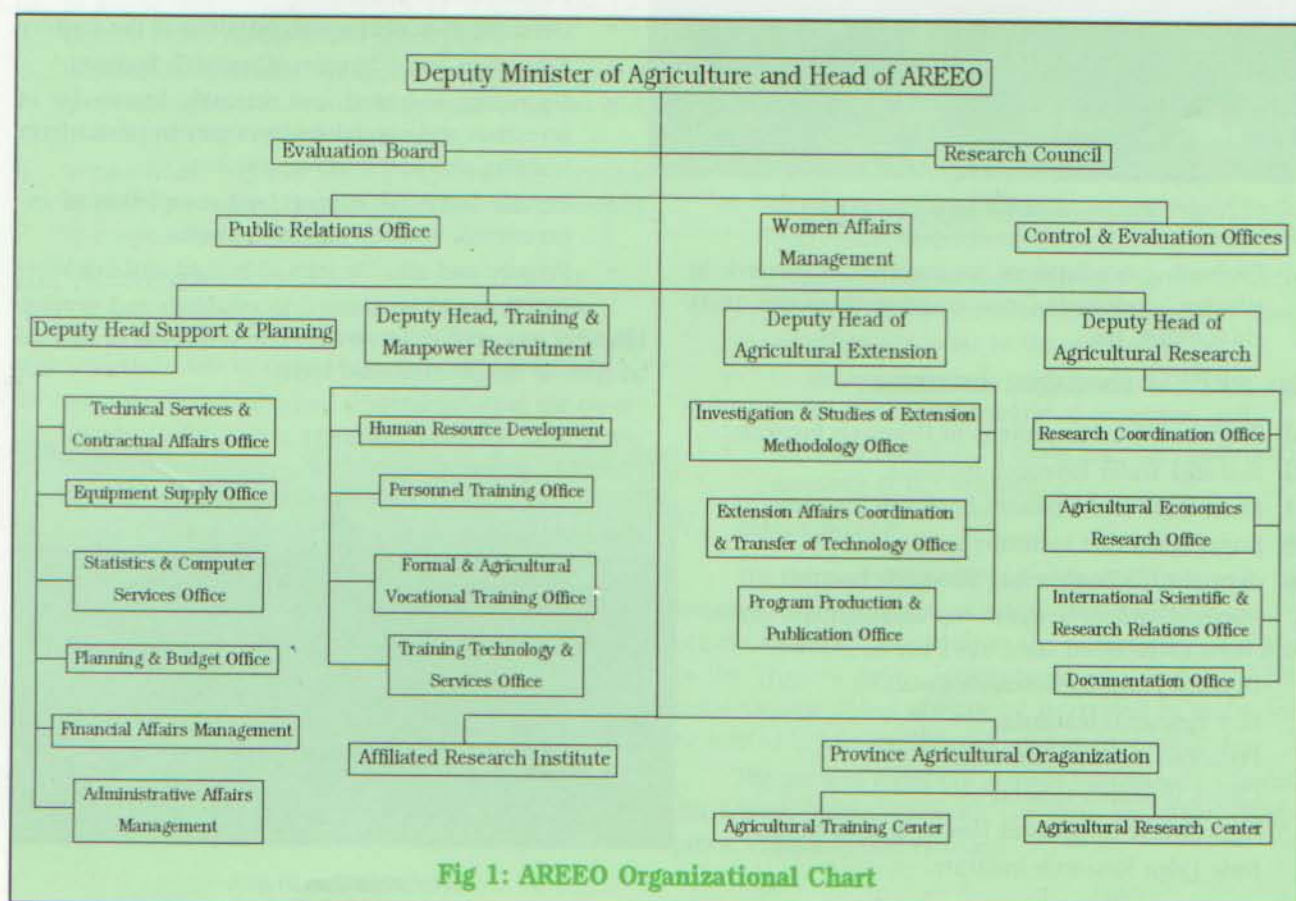 Deputy Minister of Agriculture and Head of AREEO
Evaluation Board
Research Council
Public Relations Office
Women Affairs
Management
Control & Evaluation Offices
Deputy Head Support & Planning
Deputy Head, Training &
Manpower Recruitment
Deputy Head of
Agricultural Extension
Deputy Head of
Agricultural Research
Technical Services &
Contractual Affairs Office
Equipment Supply Office
Statistics & Computer
Services Office
Planning & Budget Office
Financial Affairs Management
Administrative Affairs
Management
Human Resource Development
Personnel Training Office
Formal & Agricultural
Vocational Training Office
Training Technology &
Services Office
Investigation & Studies of Extension
Methodology Office
Extension Affairs Coordination
& Transfer of Technology Office
Program Production &
Publication Office
Research Coordination Office
Agricultural Economics
Research Office
International Scientific &
Research Relations Office
Documentation Office
Affiliated Research Institute
Province Agricultural Oraganization
Agricultural Training Center
Agricultural Research Center
Fig 1: AREEO Organizational Chart